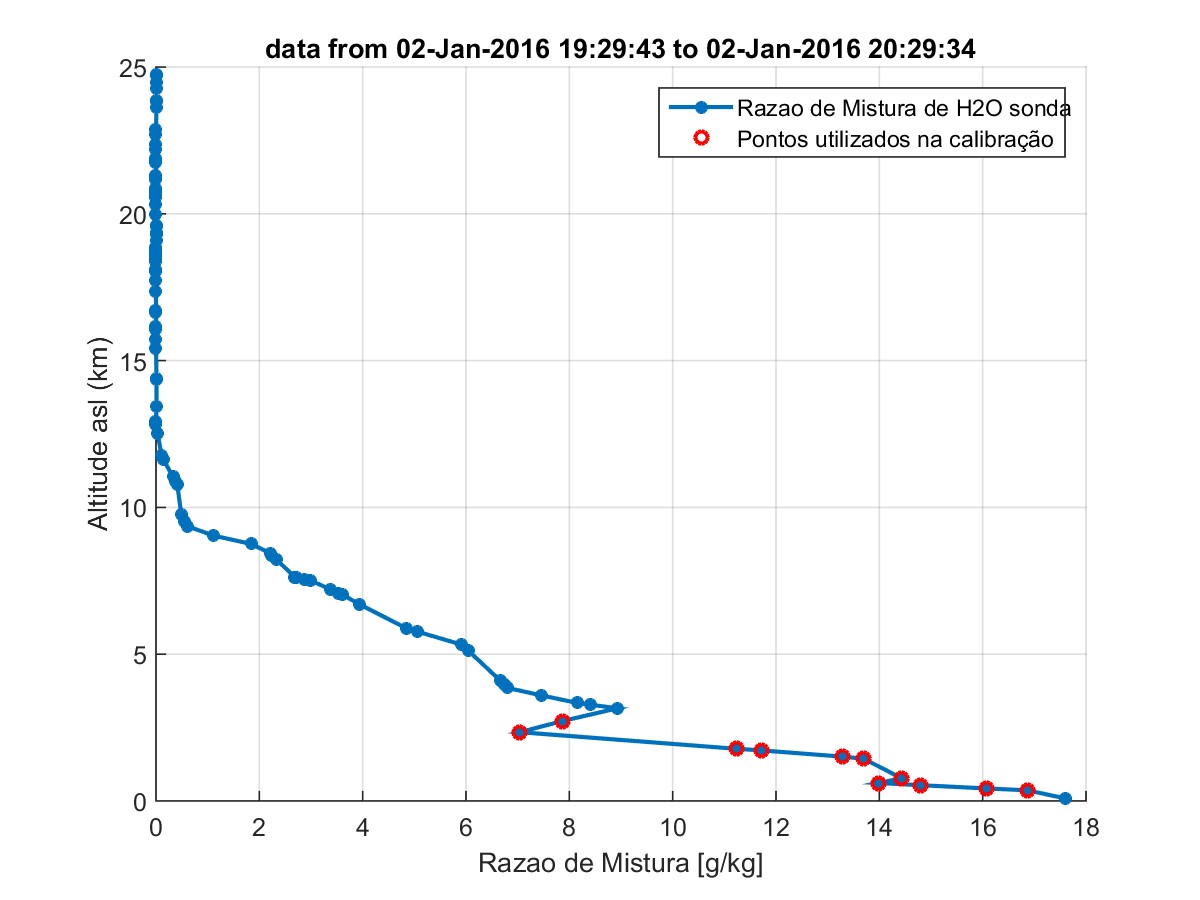 data from 02-Jan-2016 19:29:43 to 02-Jan-2016 20:29:34
Razao de Mistura de H2O sonda
Pontos utilizados na calibração
25
20
15
10
5
0
Altitude asl (km)
0 2 4 6 8 10 12 14 16 18
Razao de Mistura [g/kg]